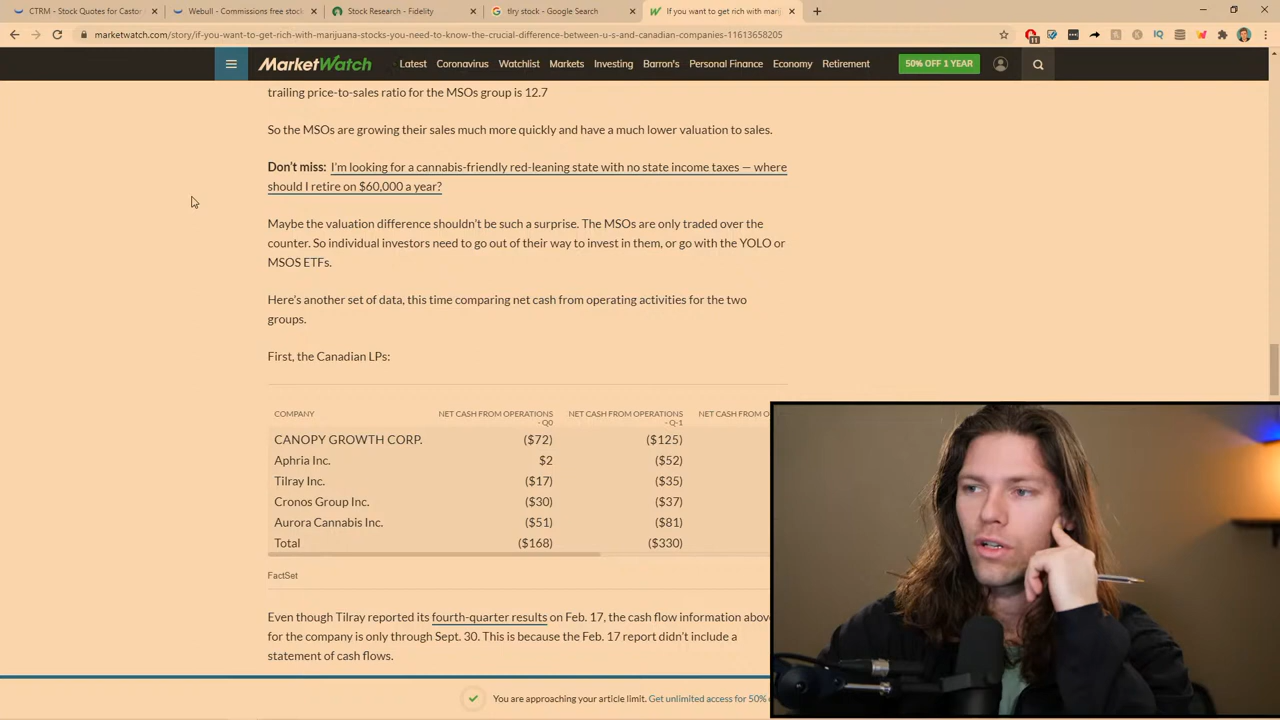 CTRM - Stock Quotes for Castor
Webull - Commissions free stock
Stock Research - Fidelity
tlry stock - Google Search
If you want to get rich with marij
marketwatch.com/story/if-you-want-to-get-rich-with-marijuana-stocks-you-need-to-know-the-crucial-difference-between-u-s-and-canadian-companies-11613658205
MarketWatch
Latest
Coronavirus
Watchlist
Markets
Investing
Barron's
Personal Finance
Economy
Retirement
50% OFF 1 YEAR
trailing price-to-sales ratio for the MSOs group is 12.7
So the MSOs are growing their sales much more quickly and have a much lower valuation to sales.
Don't miss: I'm looking for a cannabis-friendly red-leaning state with no state income taxes — where
should I retire on $60,000 a year?
Maybe the valuation difference shouldn't be such a surprise. The MSOs are only traded over the
counter. So individual investors need to go out of their way to invest in them, or go with the YOLO or
MSOS ETFs.
Here's another set of data, this time comparing net cash from operating activities for the two
groups.
First, the Canadian LPs:
COMPANY NET CASH FROM OPERATIONS - Q0 NET CASH FROM OPERATIONS - Q-1 NET CASH FROM O
CANOPY GROWTH CORP. ($72) ($125)
Aphria Inc. $2 ($52)
Tilray Inc. ($17) ($35)
Cronos Group Inc. ($30) ($37)
Aurora Cannabis Inc. ($51) ($81)
Total ($168) ($330)
FactSet
Even though Tilray reported its fourth-quarter results on Feb. 17, the cash flow information above
for the company is only through Sept. 30. This is because the Feb. 17 report didn't include a
statement of cash flows.
You are approaching your article limit. Get unlimited access for 50%